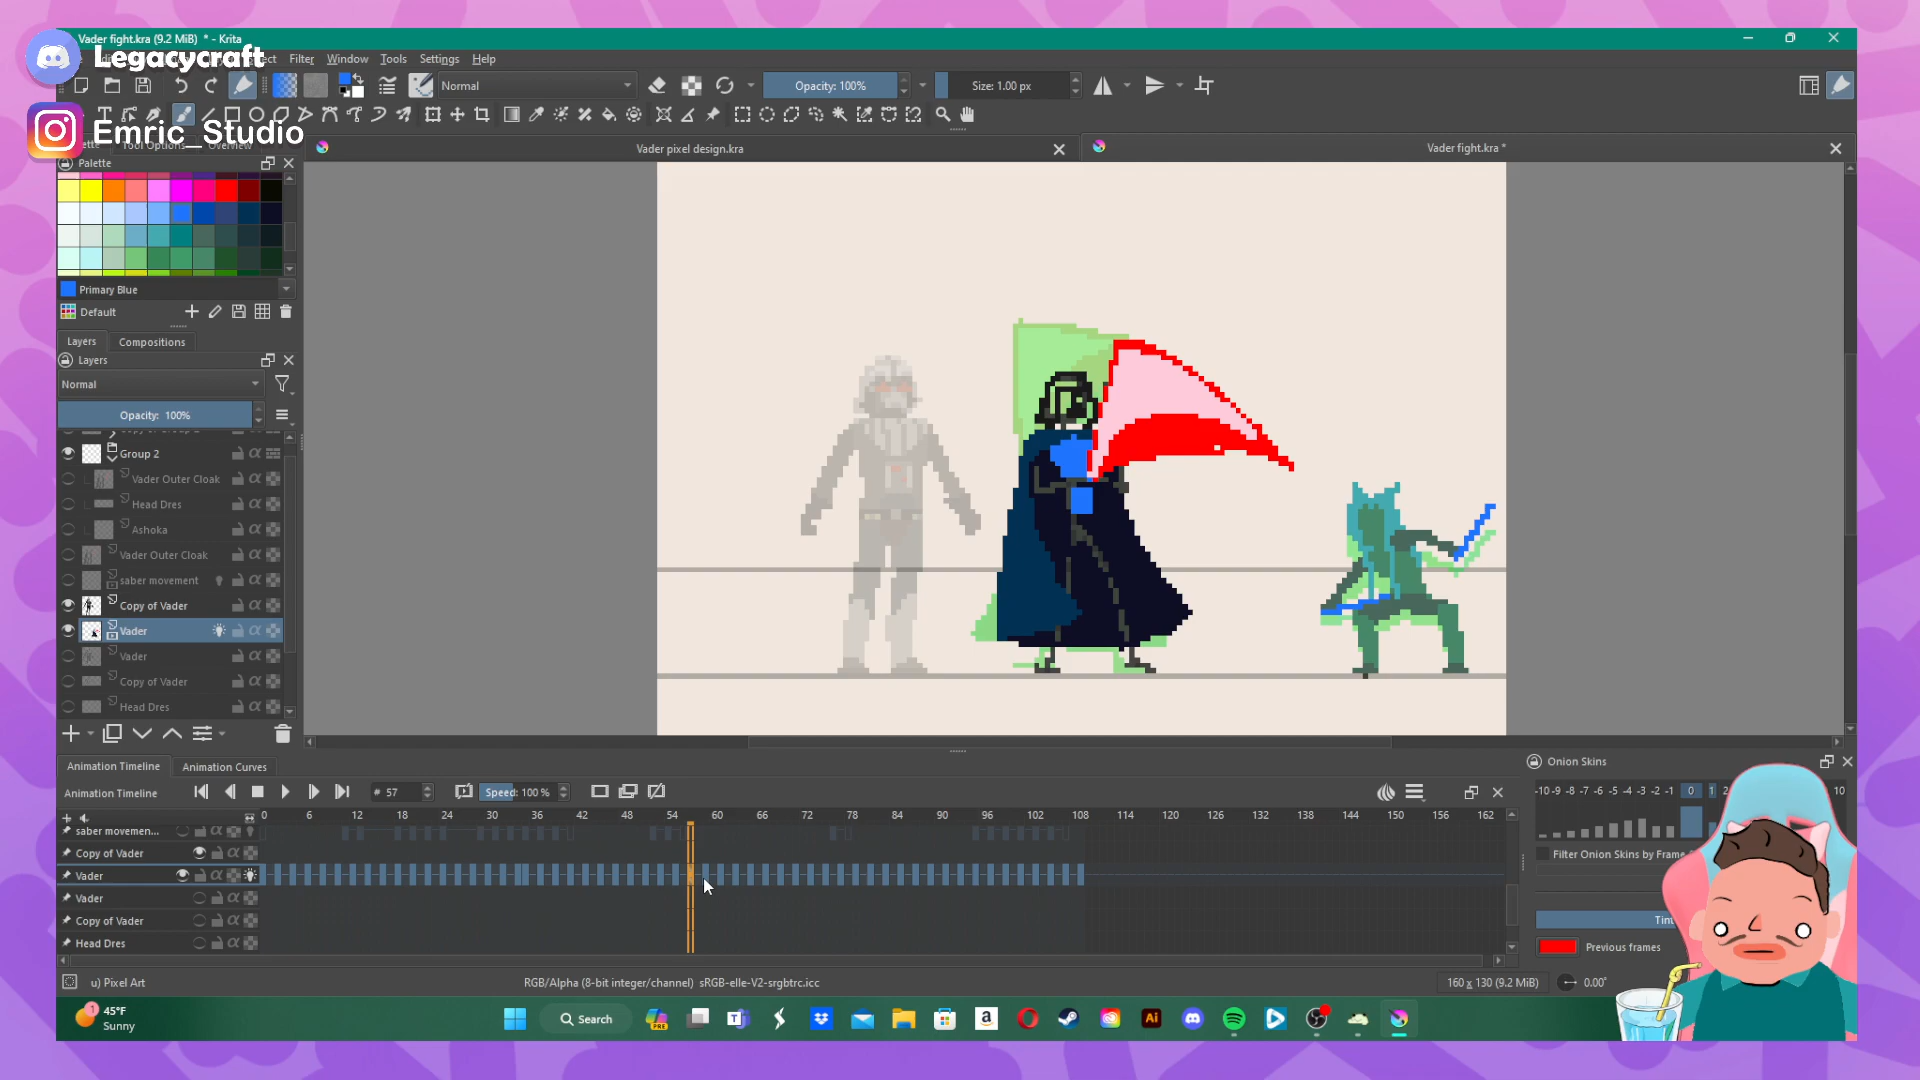 Vader fight.kra (9.2 MiB) * - Krita
Legacycraft
Filter Window Tools Settings Help
Normal
Opacity: 100%
Size: 1.00 px
Emric_Studio
Tool Options Overview
Vader pixel design.kra
Vader fight.kra *
Palette
Primary Blue
Default
Layers Compositions
Layers
Normal
Opacity: 100%
Group 2
Vader Outer Cloak
Head Dres
Ashoka
Vader Outer Cloak
saber movement
Copy of Vader
Vader
Vader
Copy of Vader
Head Dres
Animation Timeline Animation Curves
Animation Timeline
# 57
Speed: 100 %
Onion Skins
-10 -9 -8 -7 -6 -5 -4 -3 -2 -1 0 1 2 10
0 6 12 18 24 30 36 42 48 54 60 66 72 78 84 90 96 102 108 114 120 126 132 138 144 150 156 162
saber movemen...
Copy of Vader
Vader
Vader
Copy of Vader
Head Dres
Filter Onion Skins by Frame
Tint
Previous frames
u) Pixel Art
RGB/Alpha (8-bit integer/channel) sRGB-elle-V2-srgbtrc.icc
160 x 130 (9.2 MiB)
0.00°
1
45°F
Sunny
Search
PRE